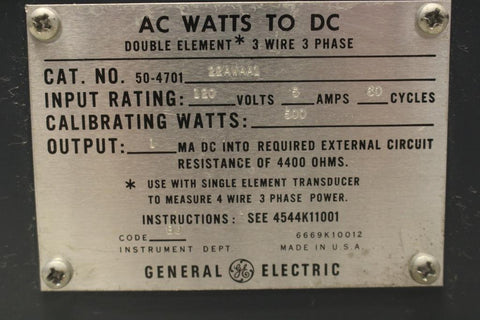 AC WATTS TO DC
DOUBLE ELEMENT * 3 WIRE 3 PHASE
CAT. NO. 50-4701
INPUT RATING: 120 VOLTS 5 AMPS 60 CYCLES
CALIBRATING WATTS: 500
OUTPUT: 1 MA DC INTO REQUIRED EXTERNAL CIRCUIT
RESISTANCE OF 4400 OHMS.
* USE WITH SINGLE ELEMENT TRANSDUCER
TO MEASURE 4 WIRE 3 PHASE POWER.
INSTRUCTIONS: SEE 4544K11001
CODE 6669K10012
INSTRUMENT DEPT. MADE IN U.S.A.
GENERAL GE ELECTRIC